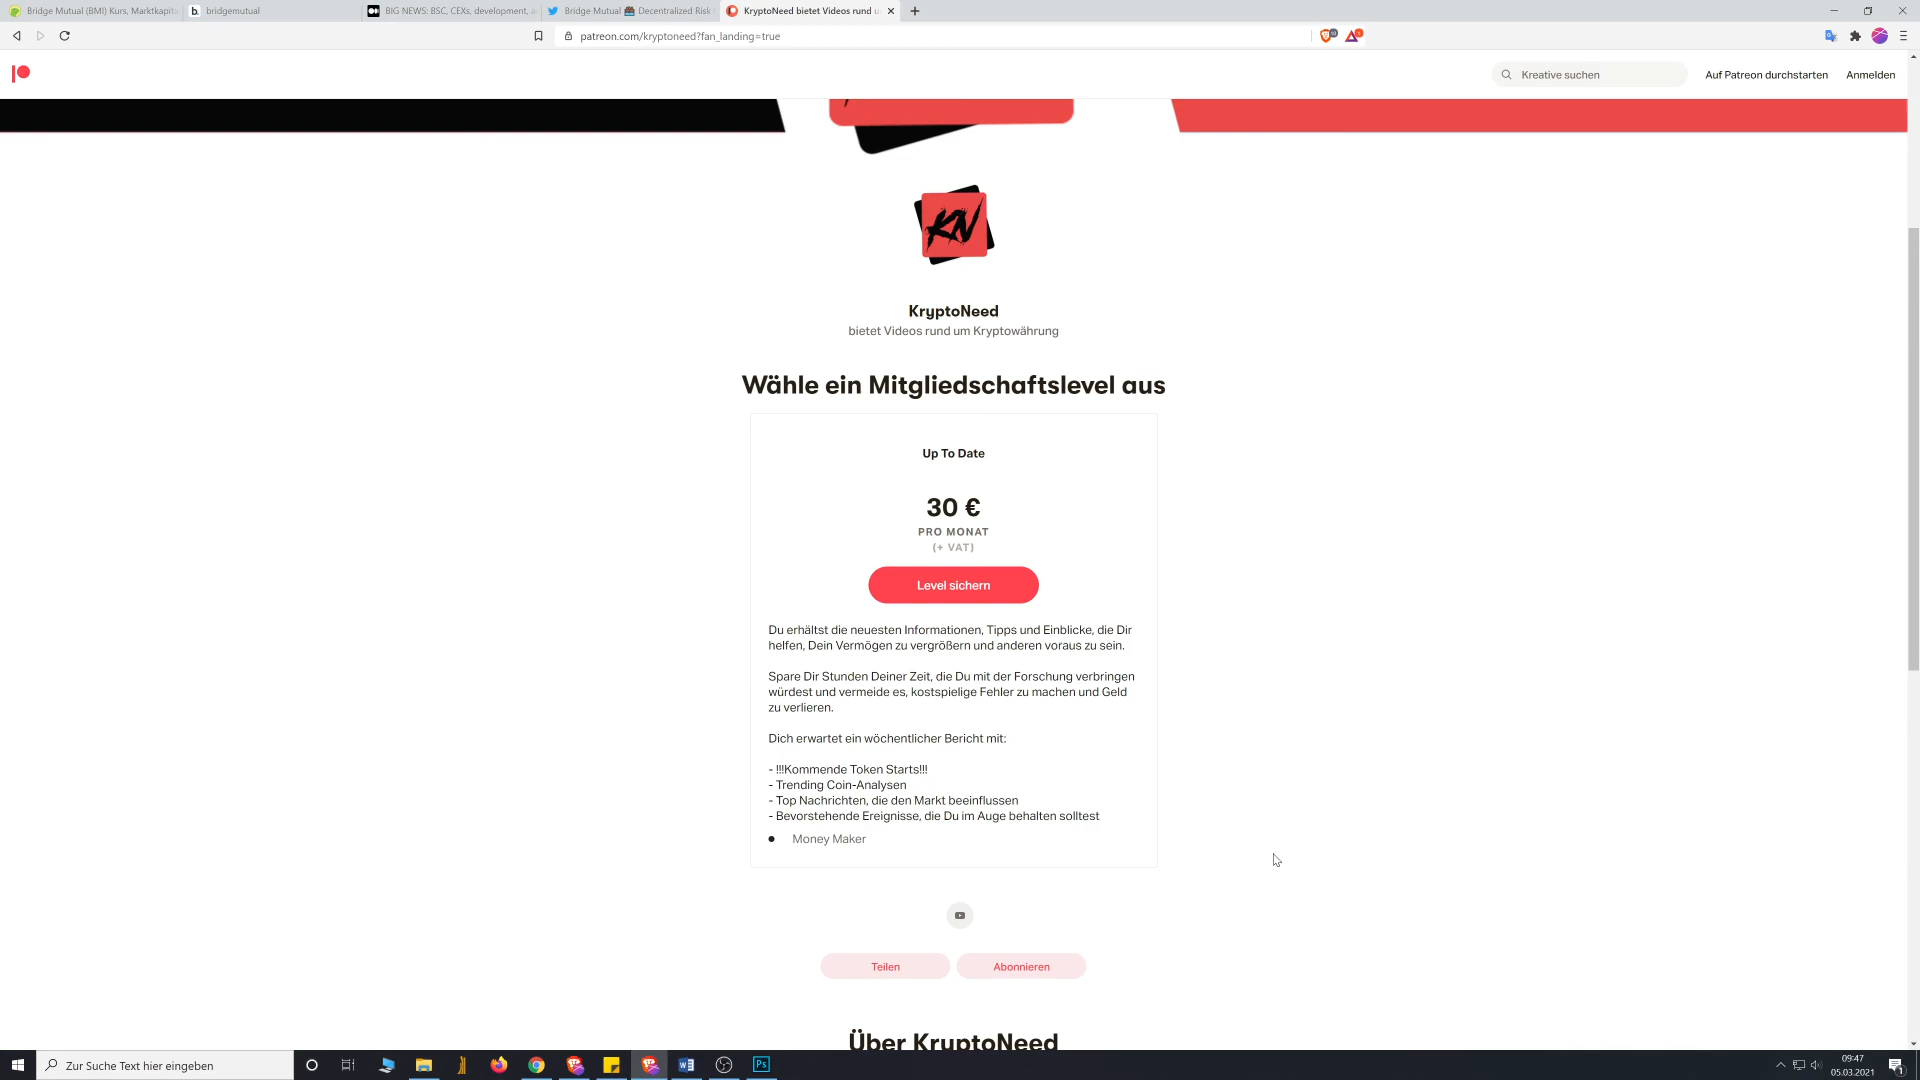 Bridge Mutual (BMI) Kurs, Marktkapita
b. bridgemutual
BIG NEWS: BSC, CEXs, development, a
Bridge Mutual Decentralized Risk
KryptoNeed bietet Videos rund u
patreon.com/kryptoneed?fan_landing=true
Kreative suchen
Auf Patreon durchstarten
Anmelden
KN
KryptoNeed
bietet Videos rund um Kryptowährung
Wähle ein Mitgliedschaftslevel aus
Up To Date
30 €
PRO MONAT
(+ VAT)
Level sichern
Du erhältst die neuesten Informationen, Tipps und Einblicke, die Dir
helfen, Dein Vermögen zu vergrößern und anderen voraus zu sein.
Spare Dir Stunden Deiner Zeit, die Du mit der Forschung verbringen
würdest und vermeide es, kostspielige Fehler zu machen und Geld
zu verlieren.
Dich erwartet ein wöchentlicher Bericht mit:
- !!!Kommende Token Starts!!!
- Trending Coin-Analysen
- Top Nachrichten, die den Markt beeinflussen
- Bevorstehende Ereignisse, die Du im Auge behalten solltest
● Money Maker
Teilen
Abonnieren
Über KryptoNeed
Zur Suche Text hier eingeben
Ps
09:47
05.03.2021